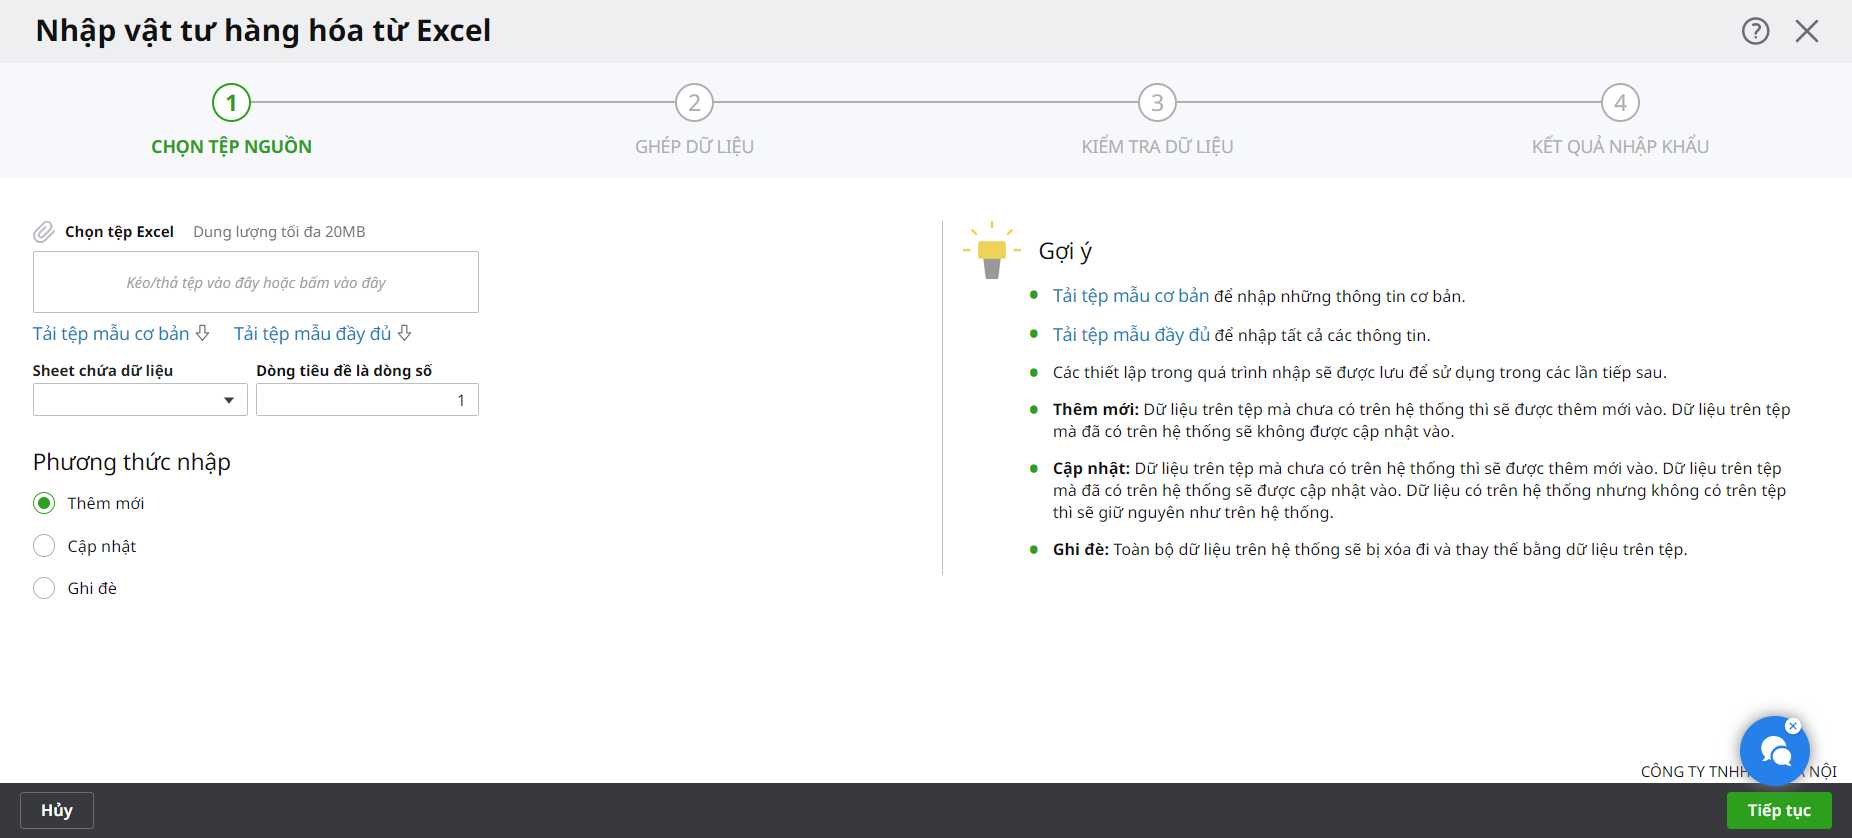 Nhập vật tư hàng hóa từ Excel
1
2
3
4
CHỌN TỆP NGUỒN
GHÉP DỮ LIỆU
KIỂM TRA DỮ LIỆU
KẾT QUẢ NHẬP KHẨU
Chọn tệp Excel Dung lượng tối đa 20MB
Kéo/thả tệp vào đây hoặc bấm vào đây
Tải tệp mẫu cơ bản Tải tệp mẫu đầy đủ
Sheet chứa dữ liệu Dòng tiêu đề là dòng số
1
Phương thức nhập
Thêm mới
Cập nhật
Ghi đè
Gợi ý
Tải tệp mẫu cơ bản để nhập những thông tin cơ bản.
Tải tệp mẫu đầy đủ để nhập tất cả các thông tin.
Các thiết lập trong quá trình nhập sẽ được lưu để sử dụng trong các lần tiếp sau.
Thêm mới: Dữ liệu trên tệp mà chưa có trên hệ thống thì sẽ được thêm mới vào. Dữ liệu trên tệp
mà đã có trên hệ thống sẽ không được cập nhật vào.
Cập nhật: Dữ liệu trên tệp mà chưa có trên hệ thống thì sẽ được thêm mới vào. Dữ liệu trên tệp
mà đã có trên hệ thống sẽ được cập nhật vào. Dữ liệu có trên hệ thống nhưng không có trên tệp
thì sẽ giữ nguyên như trên hệ thống.
Ghi đè: Toàn bộ dữ liệu trên hệ thống sẽ bị xóa đi và thay thế bằng dữ liệu trên tệp.
CÔNG TY TNHH NỘI
Hủy
Tiếp tục